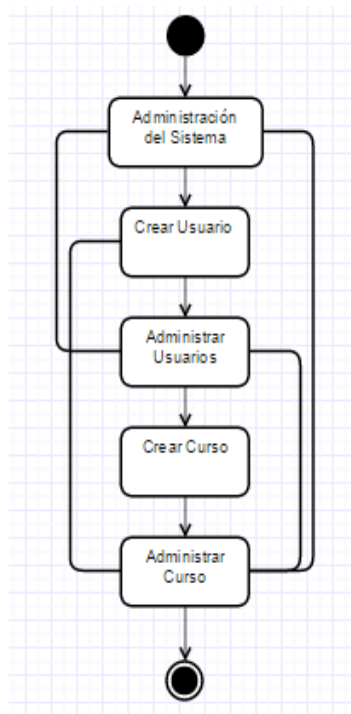 Administración
del Sistema
Crear Usuario
Administrar
Usuarios
Crear Curso
Administrar
Curso